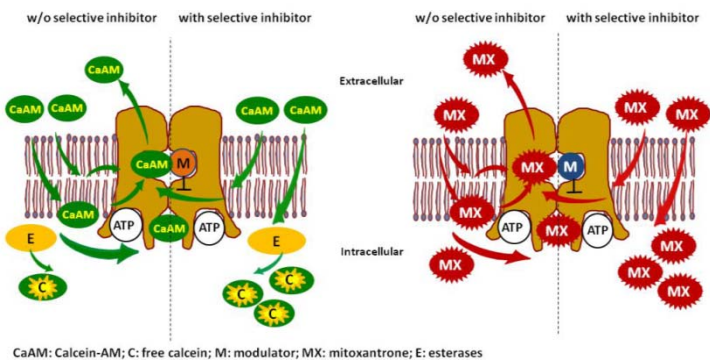 w/o selective inhibitor with selective inhibitor w/o selective inhibitor with selective inhibitor
CaAM MX
Extracellular
CaAM CaAM CaAM CaAM MX MX MX
CaAM M MX M
CaAM MX
E ATP CaAM ATP E ATP MX ATP
Intracellular
C C C C MX MX MX MX
CaAM: Calcein-AM; C: free calcein; M: modulator; MX: mitoxantrone; E: esterases